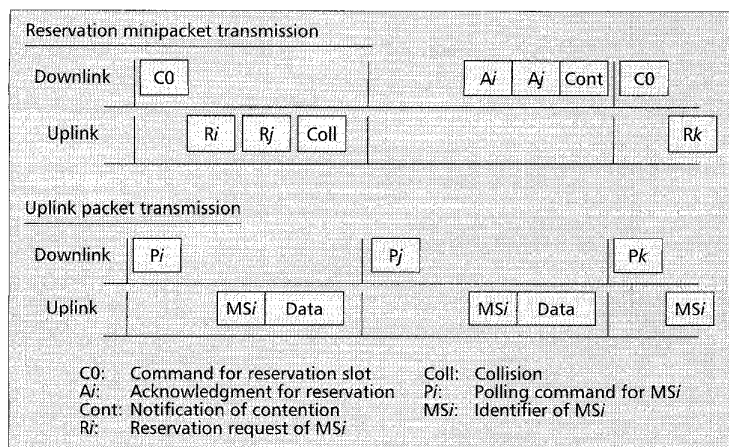 Reservation minipacket transmission
Downlink C0 Ai Aj Cont C0
Uplink Ri Rj Coll Rk
Uplink packet transmission
Downlink Pi Pj Pk
Uplink MSi Data MSi Data MSi
C0: Command for reservation slot Coll: Collision
Ai: Acknowledgment for reservation Pi: Polling command for MSi
Cont: Notification of contention MSi: Identifier of MSi
Ri: Reservation request of MSi